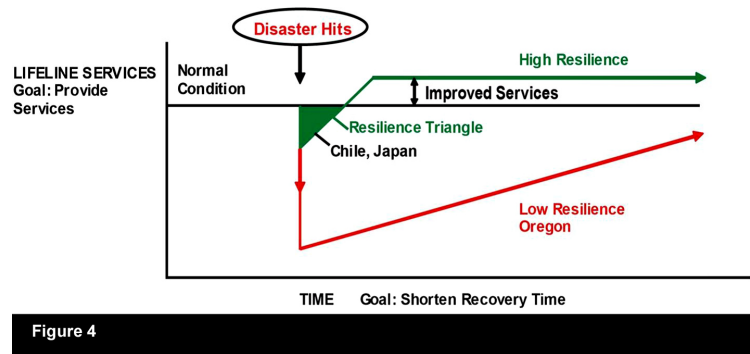 Disaster Hits
LIFELINE SERVICES
Goal: Provide
Services
Normal
Condition
High Resilience
Improved Services
Resilience Triangle
Chile, Japan
Low Resilience
Oregon
TIME Goal: Shorten Recovery Time
Figure 4